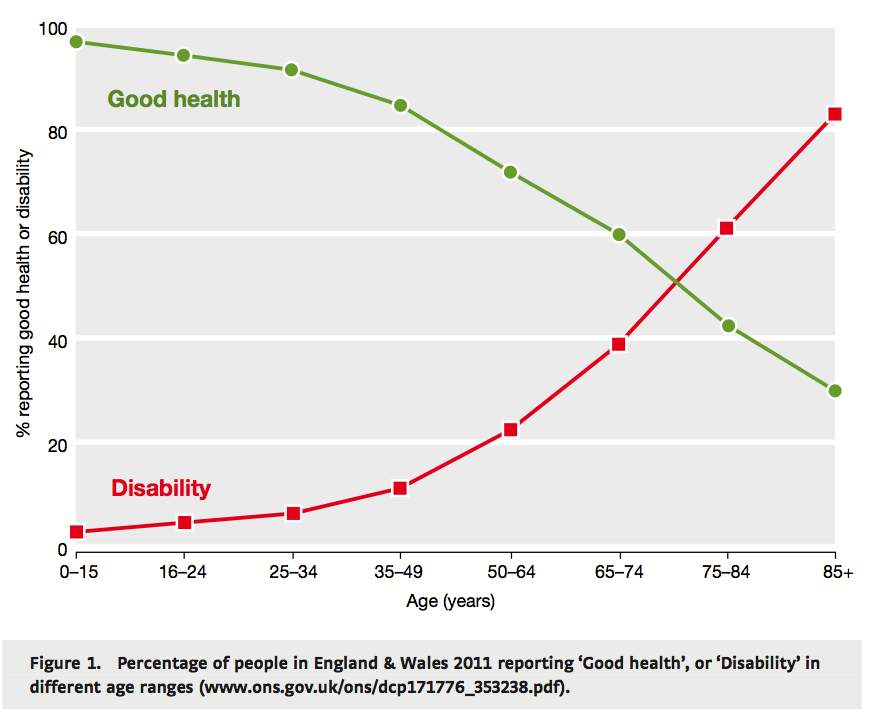 100
80
60
40
20
0
% reporting good health or disability
Good health
Disability
0–15 16–24 25–34 35–49 50–64 65–74 75–84 85+
Age (years)
Figure 1. Percentage of people in England & Wales 2011 reporting ‘Good health’, or ‘Disability’ in
different age ranges (www.ons.gov.uk/ons/dcp171776_353238.pdf).